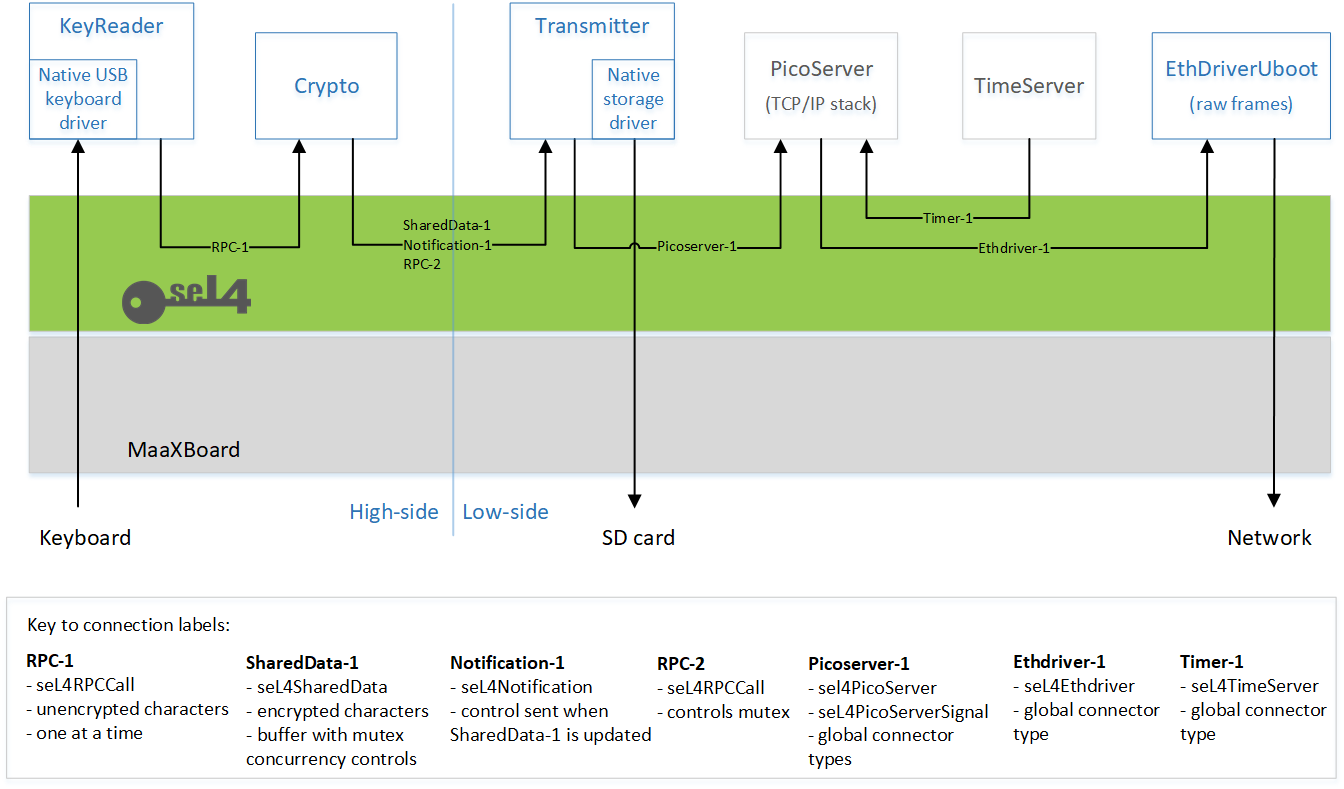 KeyReader
Native USB
keyboard
driver
Crypto
Transmitter
Native
storage
driver
PicoServer
(TCP/IP stack)
TimeServer
EthDriverUboot
(raw frames)
RPC-1
SharedData-1
Notification-1
RPC-2
Picoserver-1
Timer-1
Ethdriver-1
seL4
MaaXBoard
High-side
Low-side
Keyboard
SD card
Network
Key to connection labels:
RPC-1
- seL4RPCCall
- unencrypted characters
- one at a time
SharedData-1
- seL4SharedData
- encrypted characters
- buffer with mutex
concurrency controls
Notification-1
- seL4Notification
- control sent when
SharedData-1 is updated
RPC-2
- seL4RPCCall
- controls mutex
Picoserver-1
- sel4PicoServer
- seL4PicoServerSignal
- global connector
types
Ethdriver-1
- seL4Ethdriver
- global connector
type
Timer-1
- seL4TimeServer
- global connector
type